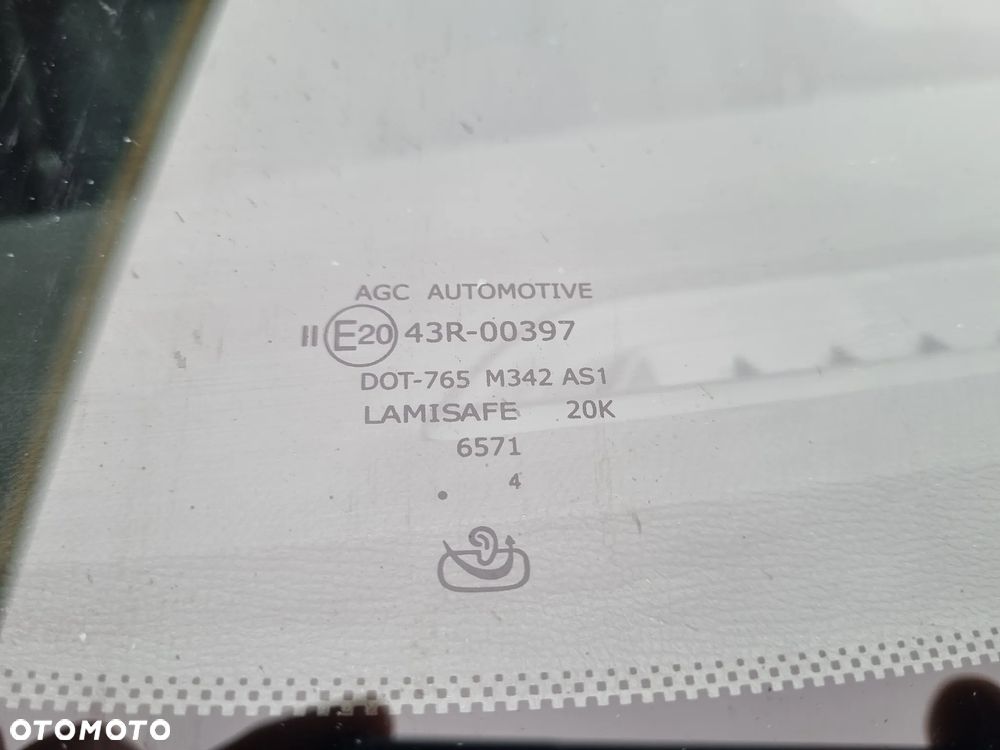 AGC AUTOMOTIVE
II E20 43R-00397
DOT-765 M342 AS1
LAMISAFE 20K
6571
. 4
OTOMOTO